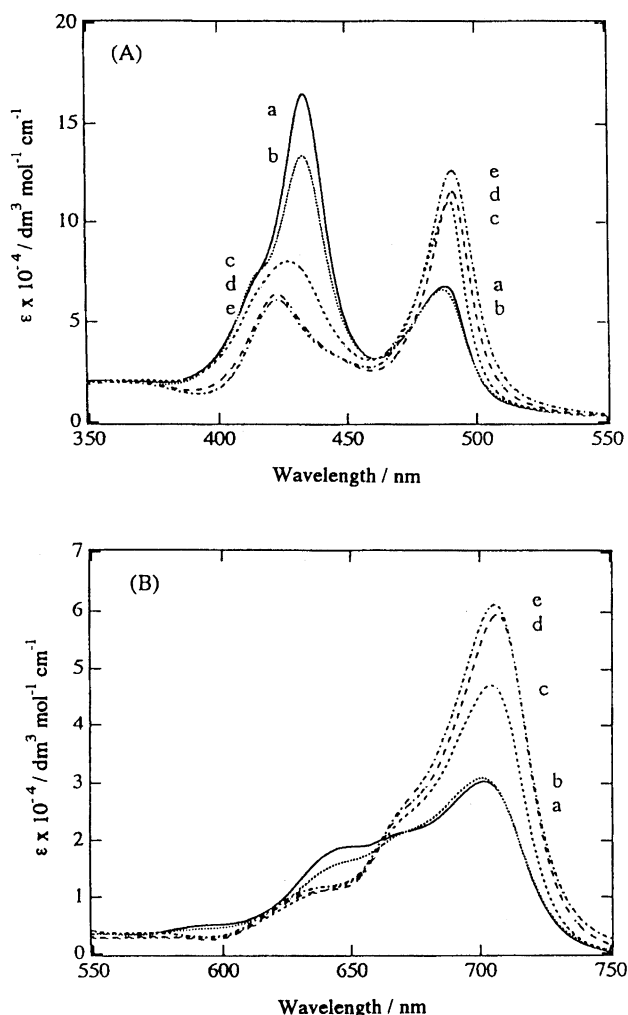 (A)
20
15
10
5
0
ε x 10⁻⁴ / dm³ mol⁻¹ cm⁻¹
a
b
c
d
e
e
d
c
a
b
350
400
450
500
550
Wavelength / nm
(B)
7
6
5
4
3
2
1
0
ε x 10⁻⁴ / dm³ mol⁻¹ cm⁻¹
e
d
c
b
a
550
600
650
700
750
Wavelength / nm